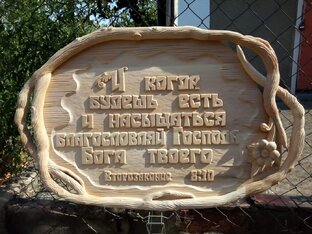 И когда
будешь есть
и насыщаться
благословляй Господа
Бога твоего
Второзаконие 8:10